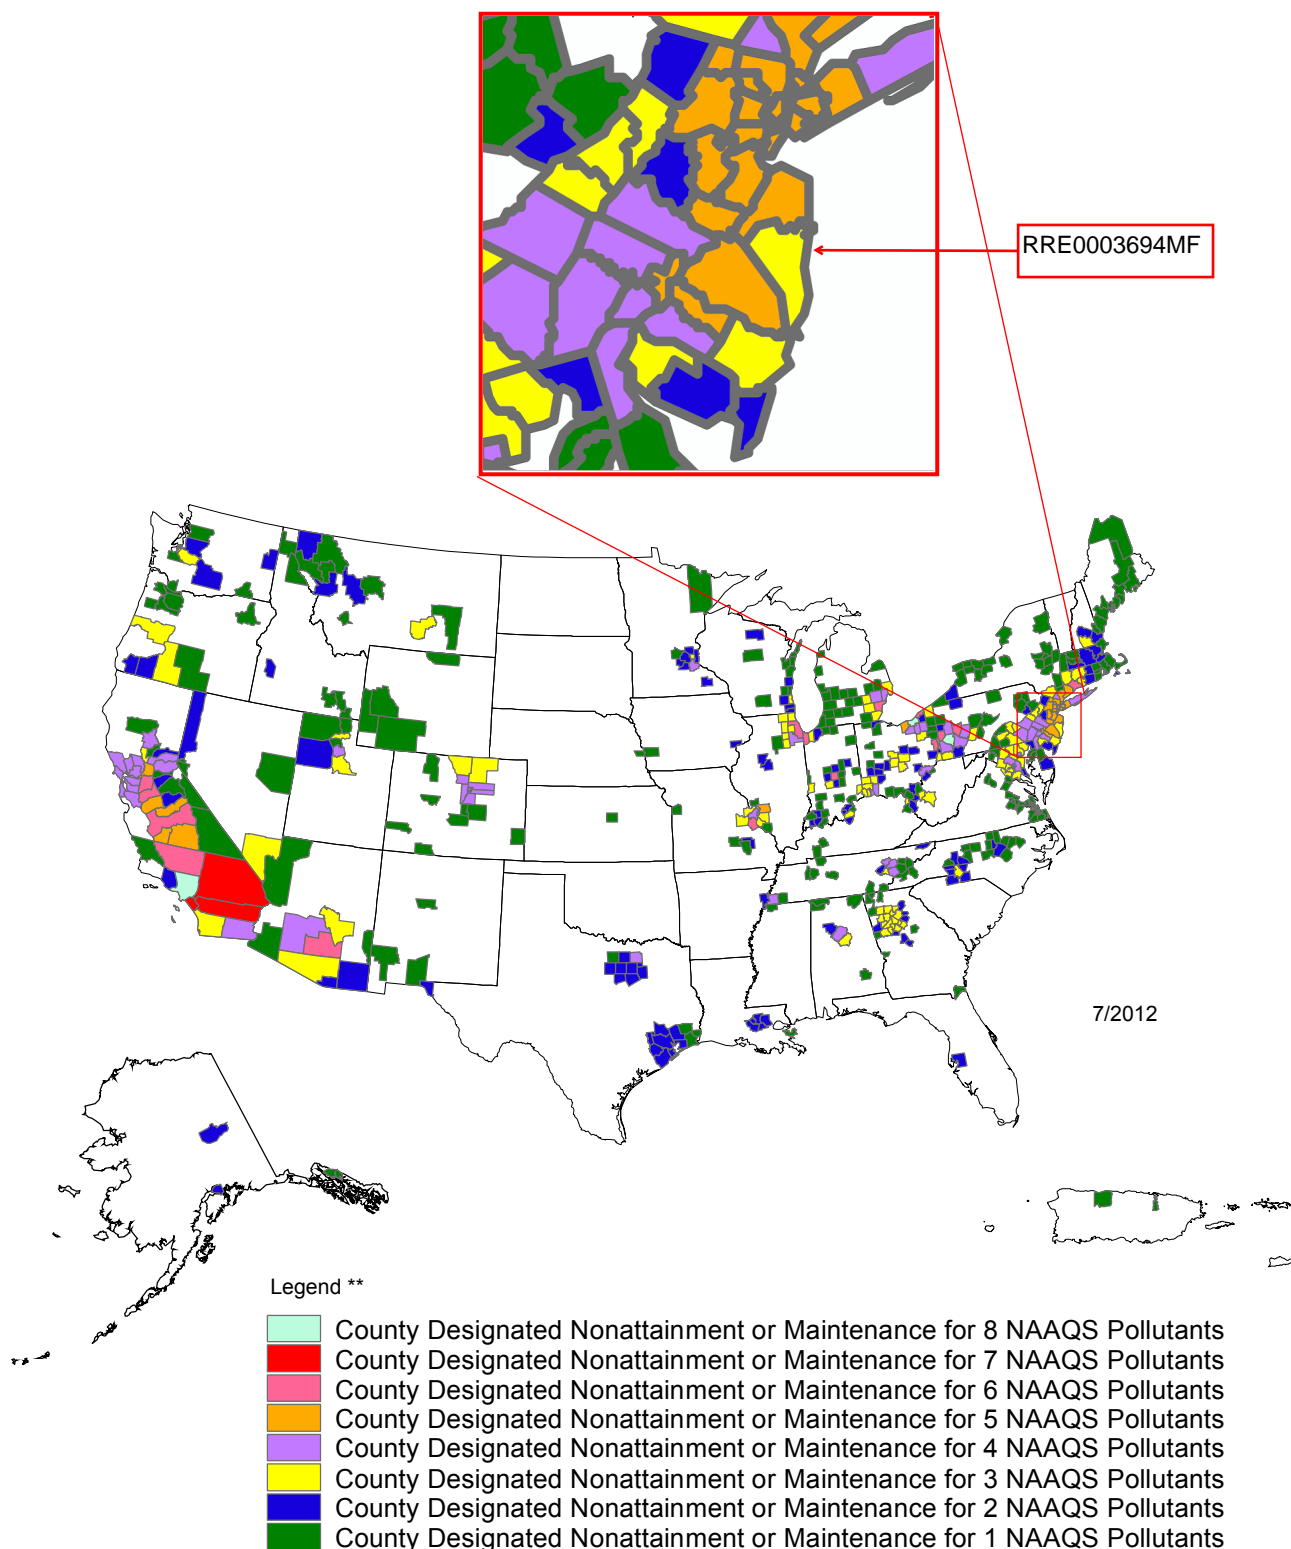 RRE0003694MF
7/2012
Legend **
County Designated Nonattainment or Maintenance for 8 NAAQS Pollutants
County Designated Nonattainment or Maintenance for 7 NAAQS Pollutants
County Designated Nonattainment or Maintenance for 6 NAAQS Pollutants
County Designated Nonattainment or Maintenance for 5 NAAQS Pollutants
County Designated Nonattainment or Maintenance for 4 NAAQS Pollutants
County Designated Nonattainment or Maintenance for 3 NAAQS Pollutants
County Designated Nonattainment or Maintenance for 2 NAAQS Pollutants
County Designated Nonattainment or Maintenance for 1 NAAQS Pollutants